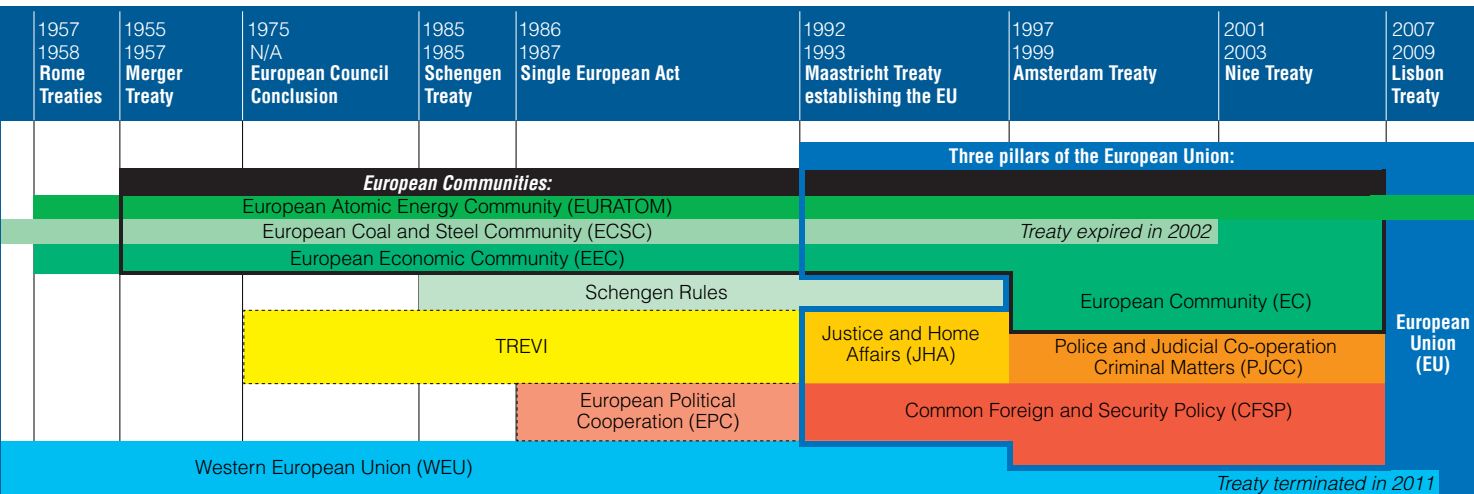 1957
1958
Rome
Treaties
1955
1957
Merger
Treaty
1975
N/A
European Council
Conclusion
1985
1985
Schengen
Treaty
1986
1987
Single European Act
1992
1993
Maastricht Treaty
establishing the EU
1997
1999
Amsterdam Treaty
2001
2003
Nice Treaty
2007
2009
Lisbon
Treaty
Three pillars of the European Union:
European Communities:
European Atomic Energy Community (EURATOM)
European Coal and Steel Community (ECSC)
Treaty expired in 2002
European Economic Community (EEC)
Schengen Rules
European Community (EC)
TREVI
Justice and Home
Affairs (JHA)
Police and Judicial Co-operation
Criminal Matters (PJCC)
European
Union
(EU)
European Political
Cooperation (EPC)
Common Foreign and Security Policy (CFSP)
Western European Union (WEU)
Treaty terminated in 2011